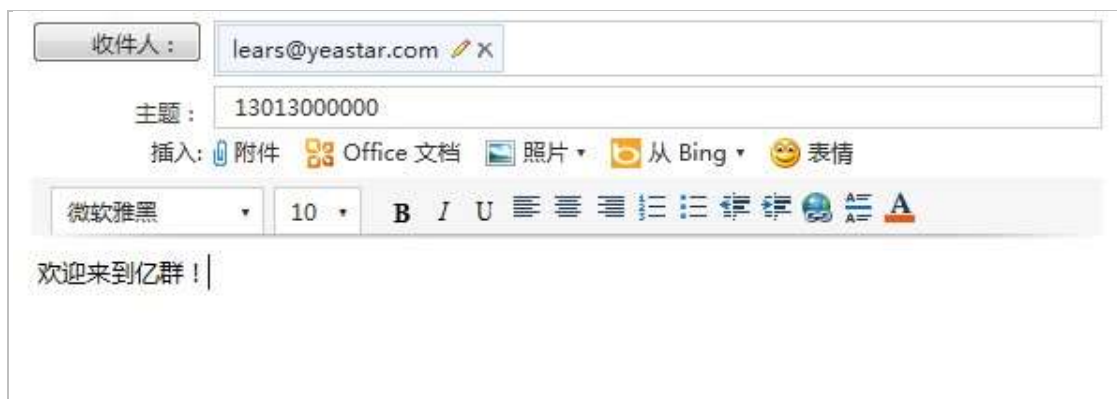 收件人：
lears@yeastar.com
主题： 13013000000
插入: 附件 Office 文档 照片 从 Bing 表情
微软雅黑 10 B I U A
欢迎来到亿群！